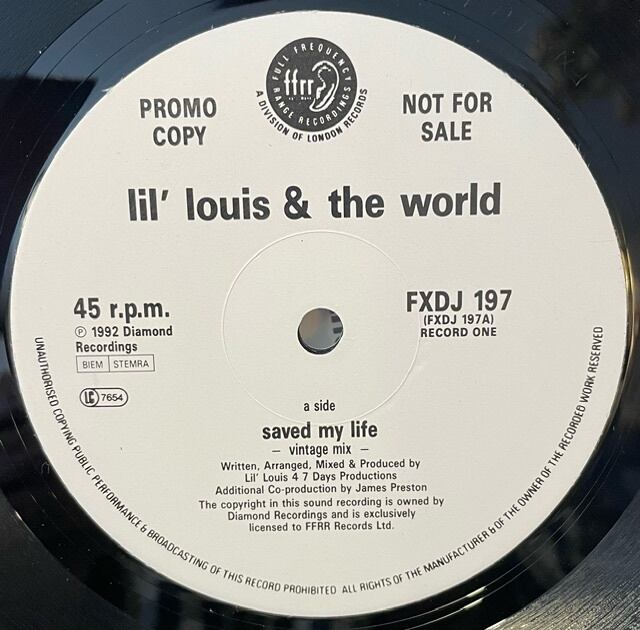 FULL FREQUENCY
ffrr
RANGE RECORDINGS
A DIVISION OF LONDON RECORDS
PROMO
COPY
NOT FOR
SALE
lil' louis & the world
45 r.p.m.
℗ 1992 Diamond
Recordings
BIEM STEMRA
LC 7654
FXDJ 197
(FXDJ 197A)
RECORD ONE
a side
saved my life
– vintage mix –
Written, Arranged, Mixed & Produced by
Lil' Louis 4 7 Days Productions
Additional Co-production by James Preston
The copyright in this sound recording is owned by
Diamond Recordings and is exclusively
licensed to FFRR Records Ltd.
UNAUTHORISED COPYING PUBLIC PERFORMANCE & BROADCASTING OF THIS RECORD PROHIBITED ALL RIGHTS OF THE MANUFACTURER & OF THE OWNER OF THE RECORDED WORK RESERVED